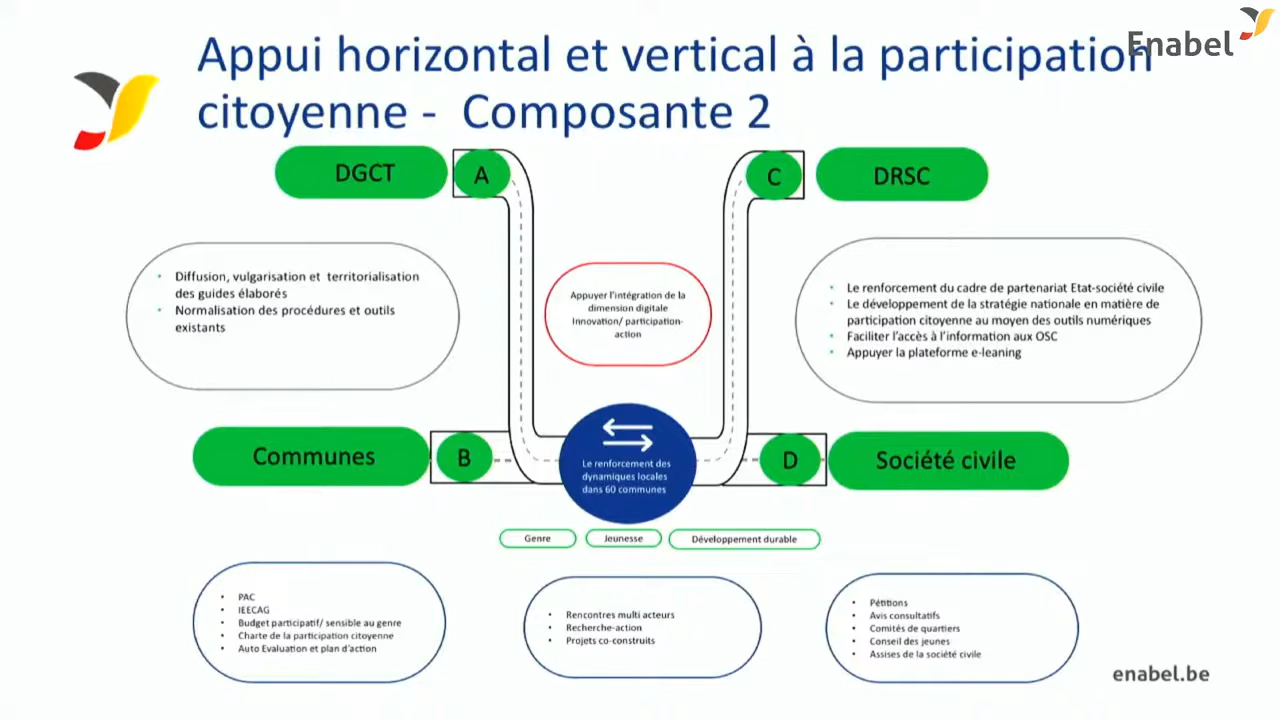 Appui horizontal et vertical à la participation
citoyenne - Composante 2
Enabel
DGCT
A
C
DRSC
• Diffusion, vulgarisation et territorialisation
des guides élaborés
• Normalisation des procédures et outils
existants
Appuyer l'intégration de la
dimension digitale
Innovation/ participation-
action
• Le renforcement du cadre de partenariat Etat-société civile
• Le développement de la stratégie nationale en matière de
participation citoyenne au moyen des outils numériques
• Faciliter l'accès à l'information aux OSC
• Appuyer la plateforme e-leaning
Communes
B
Le renforcement des
dynamiques locales
dans 60 communes
D
Société civile
Genre
Jeunesse
Développement durable
• PAC
• IEECAG
• Budget participatif/ sensible au genre
• Charte de la participation citoyenne
• Auto Evaluation et plan d'action
• Rencontres multi acteurs
• Recherche-action
• Projets co-construits
• Pétitions
• Avis consultatifs
• Comités de quartiers
• Conseil des jeunes
• Assises de la société civile
enabel.be